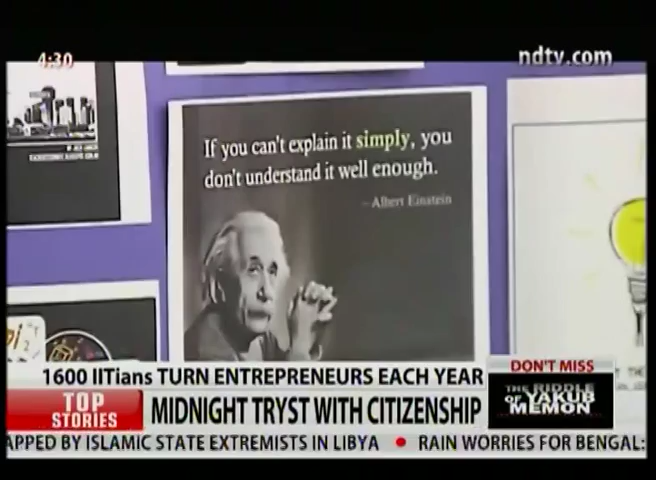 4:30
ndtv.com
If you can't explain it simply, you
don't understand it well enough.
– Albert Einstein
1600 IITians TURN ENTREPRENEURS EACH YEAR
DON'T MISS
TOP
STORIES
MIDNIGHT TRYST WITH CITIZENSHIP
THE RIDDLE
OF YAKUB
MEMON
APPED BY ISLAMIC STATE EXTREMISTS IN LIBYA • RAIN WORRIES FOR BENGAL: